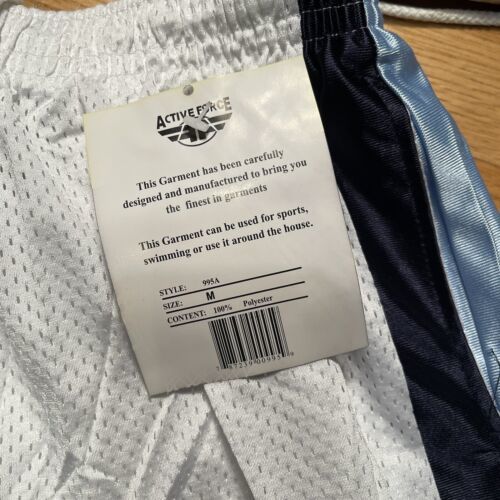 ACTIVE FORCE
AF
This Garment has been carefully
designed and manufactured to bring you
the finest in garments
This Garment can be used for sports,
swimming or use it around the house.
STYLE: 995A
SIZE: M
CONTENT: 100% Polyester